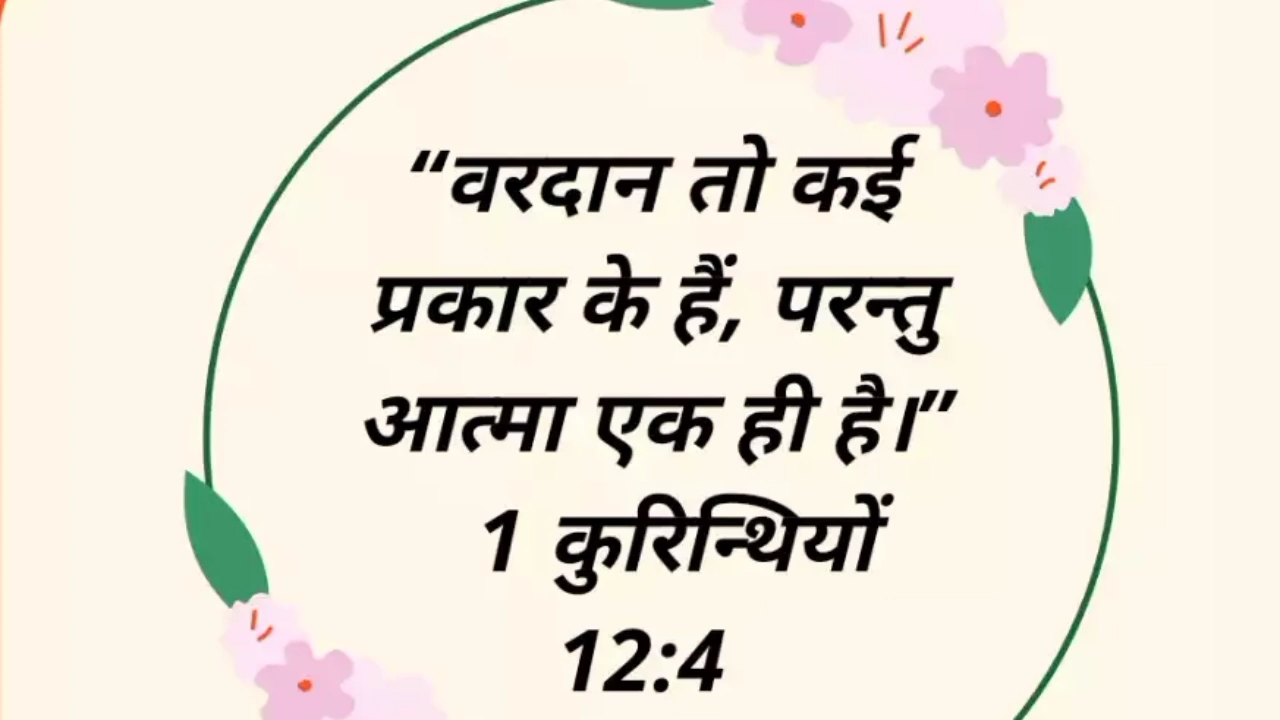 “वरदान तो कई
प्रकार के हैं, परन्तु
आत्मा एक ही है।”
1 कुरिन्थियों
12:4